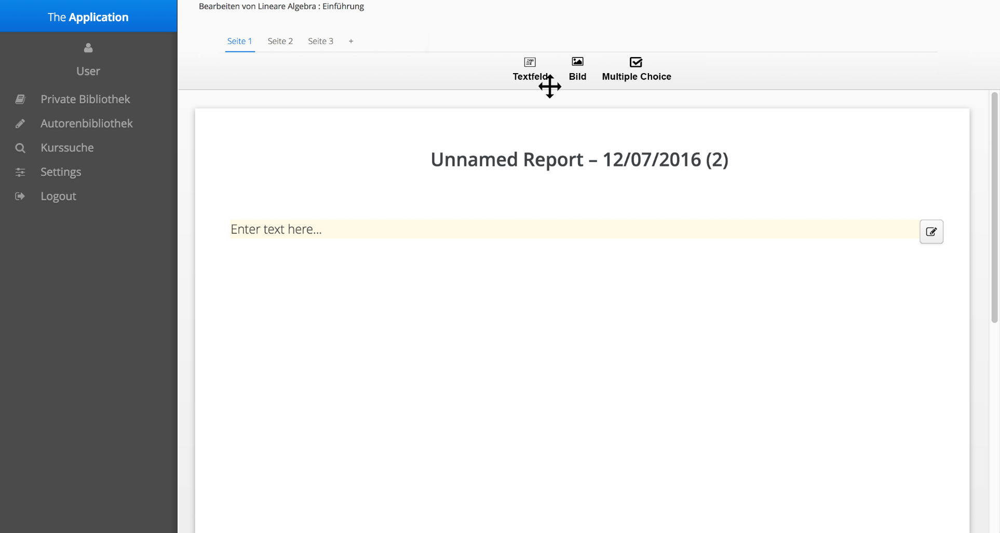 The Application
User
Private Bibliothek
Autorenbibliothek
Kurssuche
Settings
Logout
Bearbeiten von Lineare Algebra : Einführung
Seite 1 Seite 2 Seite 3 +
Textfeld Bild Multiple Choice
Unnamed Report – 12/07/2016 (2)
Enter text here...